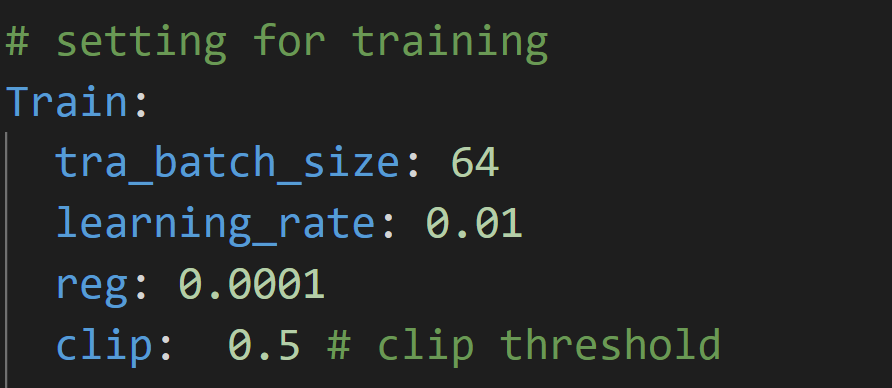 # setting for training
Train:
  tra_batch_size: 64
  learning_rate: 0.01
  reg: 0.0001
  clip:  0.5 # clip threshold